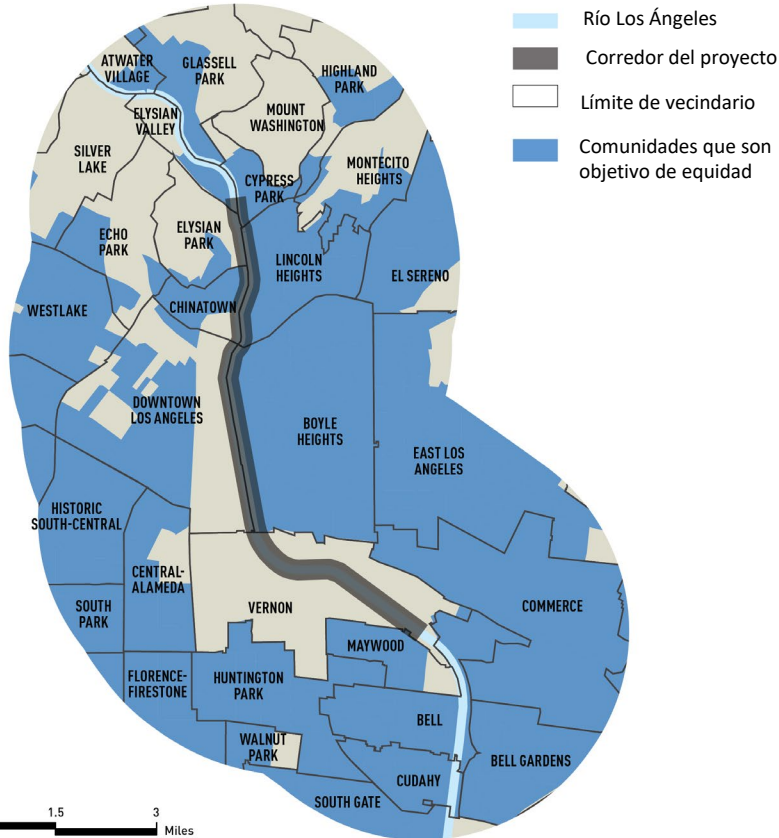 Río Los Ángeles
Corredor del proyecto
Límite de vecindario
Comunidades que son
objetivo de equidad
ATWATER
VILLAGE
GLASSELL
PARK
HIGHLAND
PARK
ELYSIAN
VALLEY
MOUNT
WASHINGTON
SILVER
LAKE
MONTECITO
HEIGHTS
CYPRESS
PARK
ECHO
PARK
ELYSIAN
PARK
LINCOLN
HEIGHTS
EL SERENO
WESTLAKE
CHINATOWN
DOWNTOWN
LOS ANGELES
BOYLE
HEIGHTS
EAST LOS
ANGELES
HISTORIC
SOUTH-CENTRAL
CENTRAL-
ALAMEDA
SOUTH
PARK
VERNON
COMMERCE
MAYWOOD
FLORENCE-
FIRESTONE
HUNTINGTON
PARK
BELL
WALNUT
PARK
BELL GARDENS
CUDAHY
SOUTH GATE
1.5
3
Miles